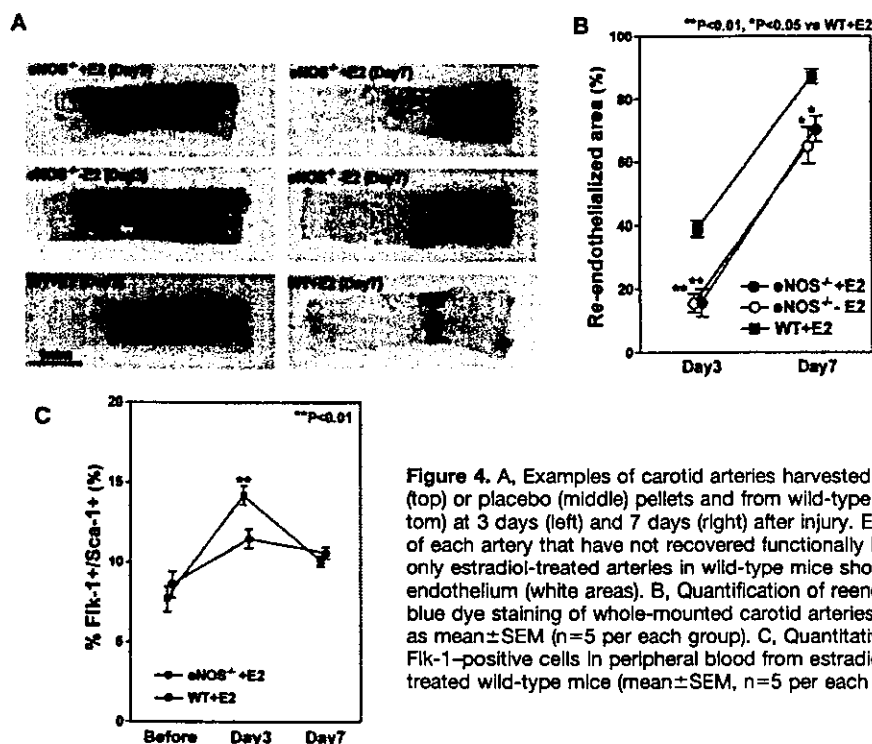 A
eNOS-/-+E2 (Day3)
eNOS-/-+E2 (Day7)
eNOS-/--E2 (Day3)
eNOS-/--E2 (Day7)
WT+E2 (Day7)
B
**P<0.01, *P<0.05 vs WT+E2
Re-endothelialized area (%)
100
80
60
40
20
0
*
*
** **
eNOS-/-+E2
eNOS-/-- E2
WT+E2
Day3
Day7
C
**P<0.01
% Flk-1+/Sca-1+ (%)
20
15
10
5
0
**
eNOS-/-+E2
WT+E2
Before
Day3
Day7
Figure 4. A, Examples of carotid arteries harvested
(top) or placebo (middle) pellets and from wild-type
tom) at 3 days (left) and 7 days (right) after injury. E
of each artery that have not recovered functionally
only estradiol-treated arteries in wild-type mice sho
endothelium (white areas). B, Quantification of reen
blue dye staining of whole-mounted carotid arteries
as mean±SEM (n=5 per each group). C, Quantitat
Flk-1–positive cells in peripheral blood from estradi
treated wild-type mice (mean±SEM, n=5 per each